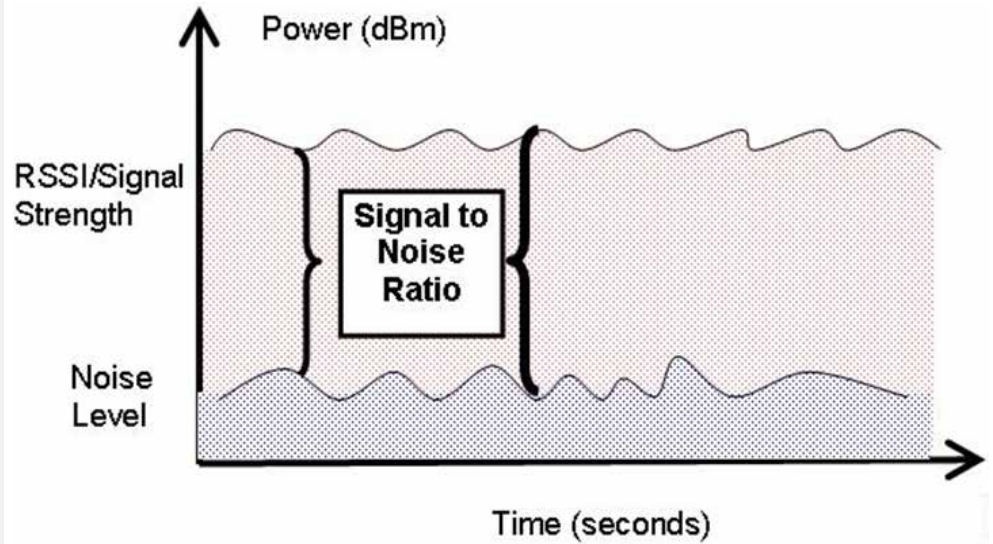 Power (dBm)
RSSI/Signal
Strength
Signal to
Noise
Ratio
Noise
Level
Time (seconds)